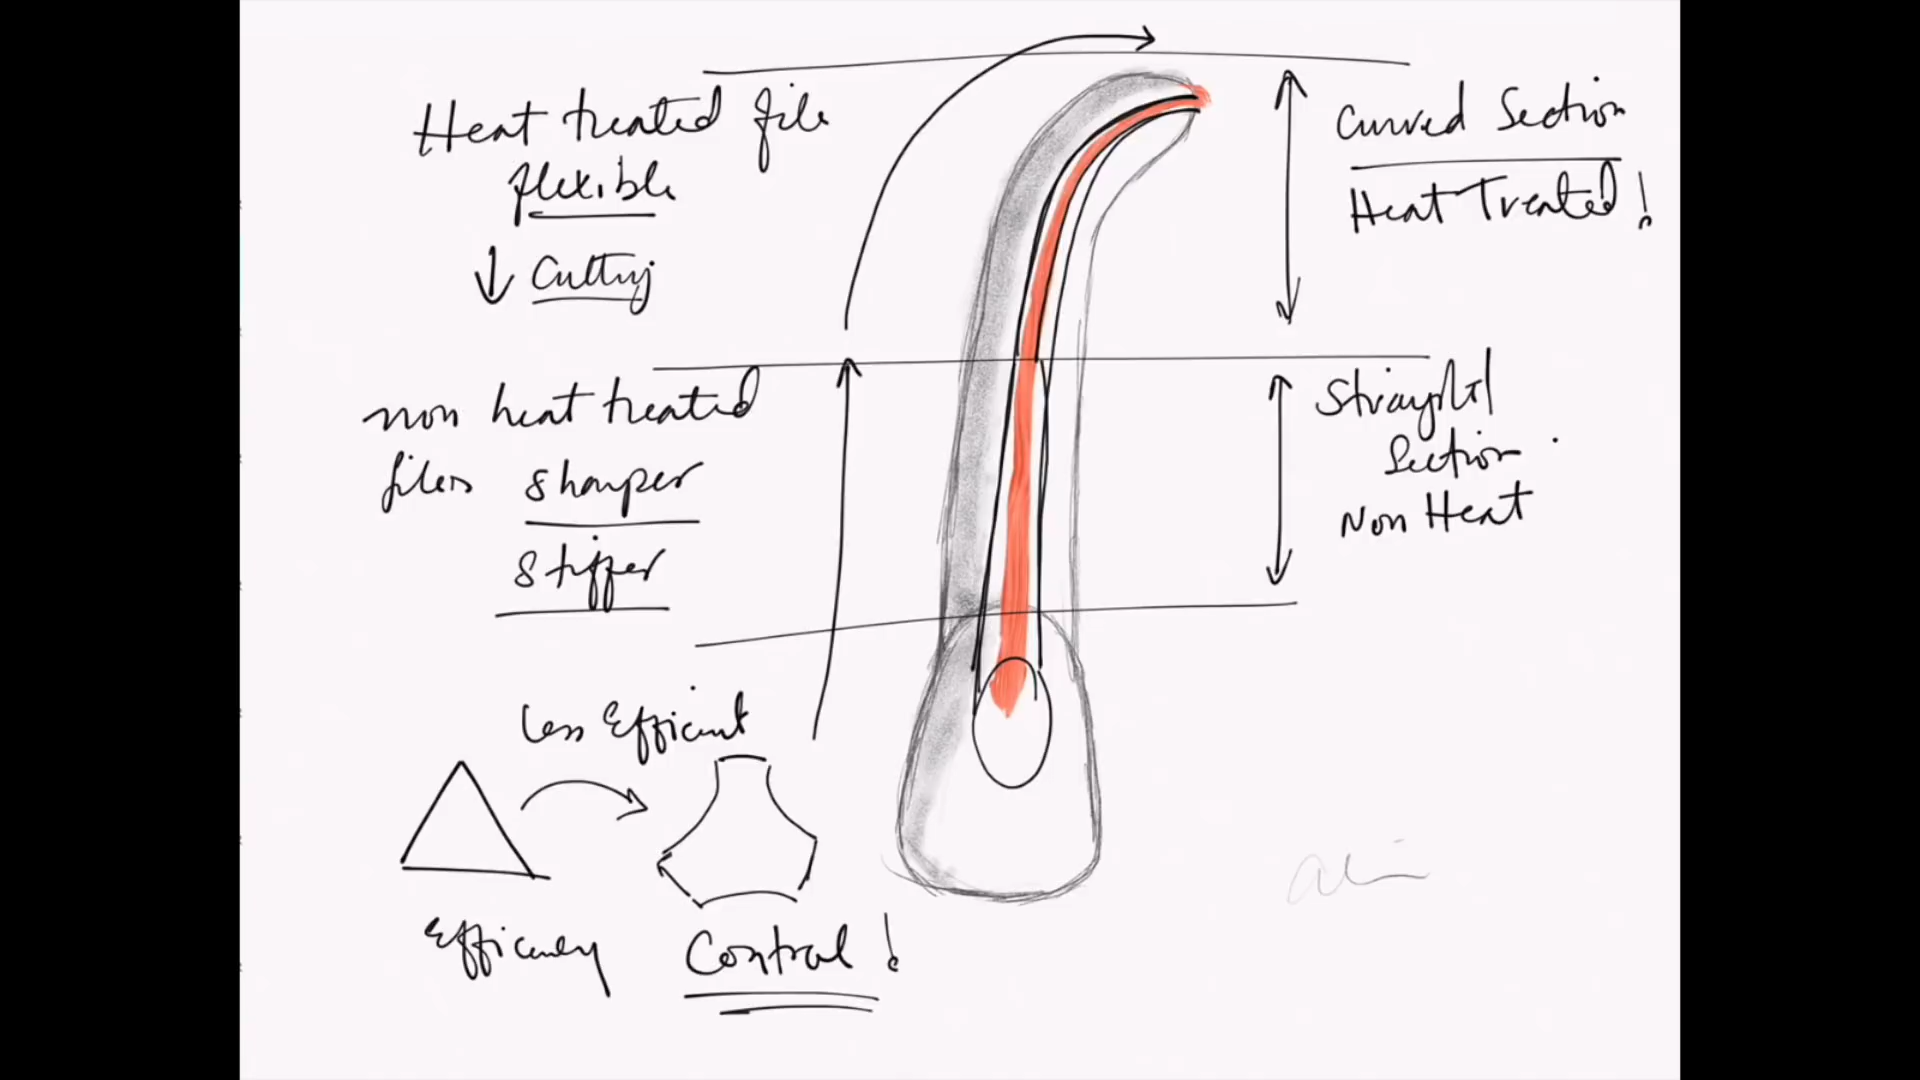 Heat treated file
flexible
↓ Cutting
Curved Section
Heat Treated!
non heat treated
files sharper
stiffer
Straight
Section
Non Heat
Less Efficient
Efficiency
Control!